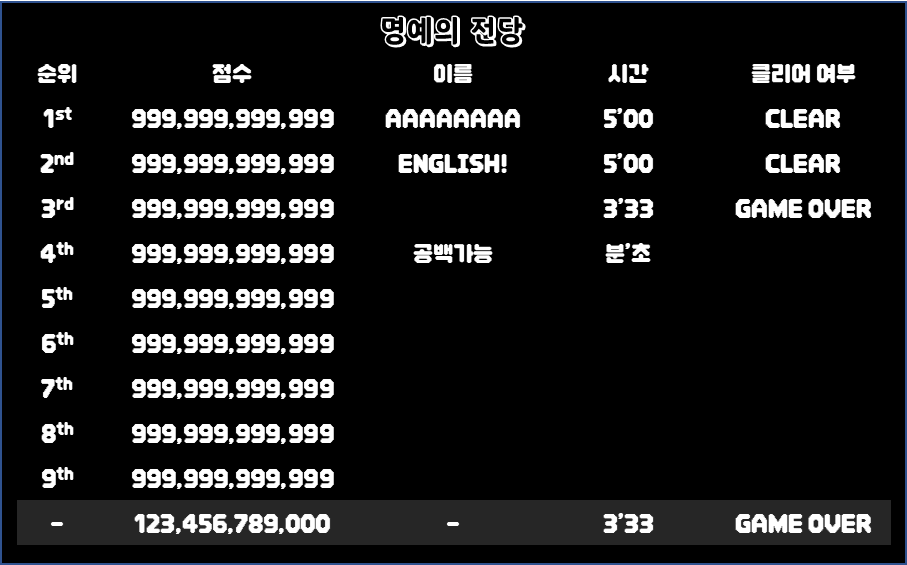 명예의 전당
순위 점수 이름 시간 클리어 여부
1st 999,999,999,999 AAAAAAAA 5'00 CLEAR
2nd 999,999,999,999 ENGLISH! 5'00 CLEAR
3rd 999,999,999,999 3'33 GAME OVER
4th 999,999,999,999 공백가능 분'초
5th 999,999,999,999
6th 999,999,999,999
7th 999,999,999,999
8th 999,999,999,999
9th 999,999,999,999
- 123,456,789,000 - 3'33 GAME OVER